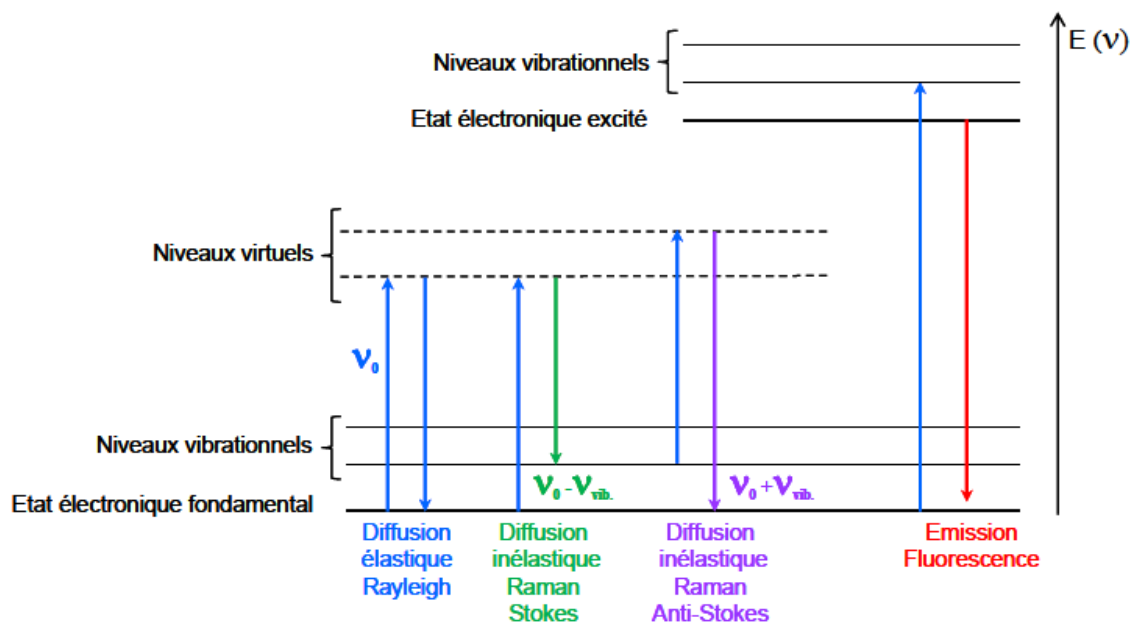 E (ν)
Niveaux vibrationnels
Etat électronique excité
Niveaux virtuels
ν₀
Niveaux vibrationnels
ν₀ - νvib.
ν₀ + νvib.
Etat électronique fondamental
Diffusion
élastique
Rayleigh
Diffusion
inélastique
Raman
Stokes
Diffusion
inélastique
Raman
Anti-Stokes
Emission
Fluorescence